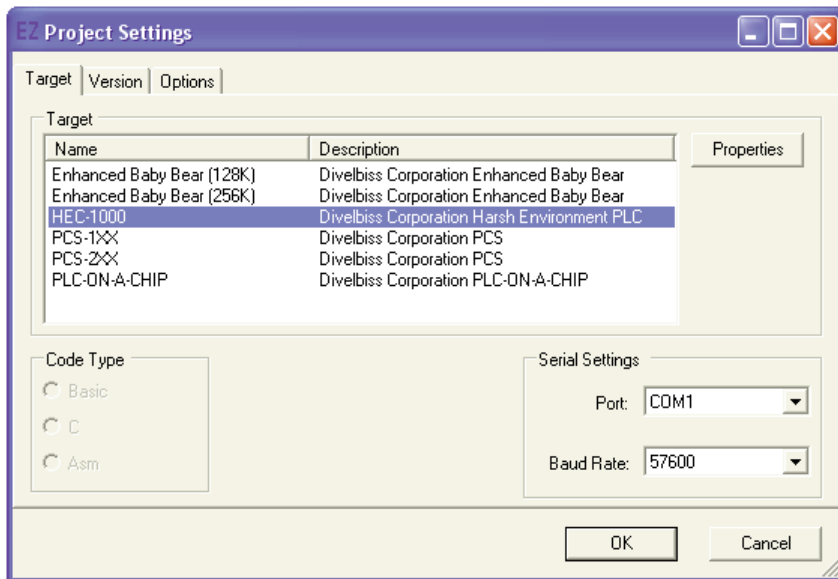 EZ Project Settings
Target Version Options
Target
Name Description
Enhanced Baby Bear (128K) Divelbiss Corporation Enhanced Baby Bear
Enhanced Baby Bear (256K) Divelbiss Corporation Enhanced Baby Bear
HEC-1000 Divelbiss Corporation Harsh Environment PLC
PCS-1XX Divelbiss Corporation PCS
PCS-2XX Divelbiss Corporation PCS
PLC-ON-A-CHIP Divelbiss Corporation PLC-ON-A-CHIP
Properties
Code Type
Basic
C
Asm
Serial Settings
Port: COM1
Baud Rate: 57600
OK Cancel